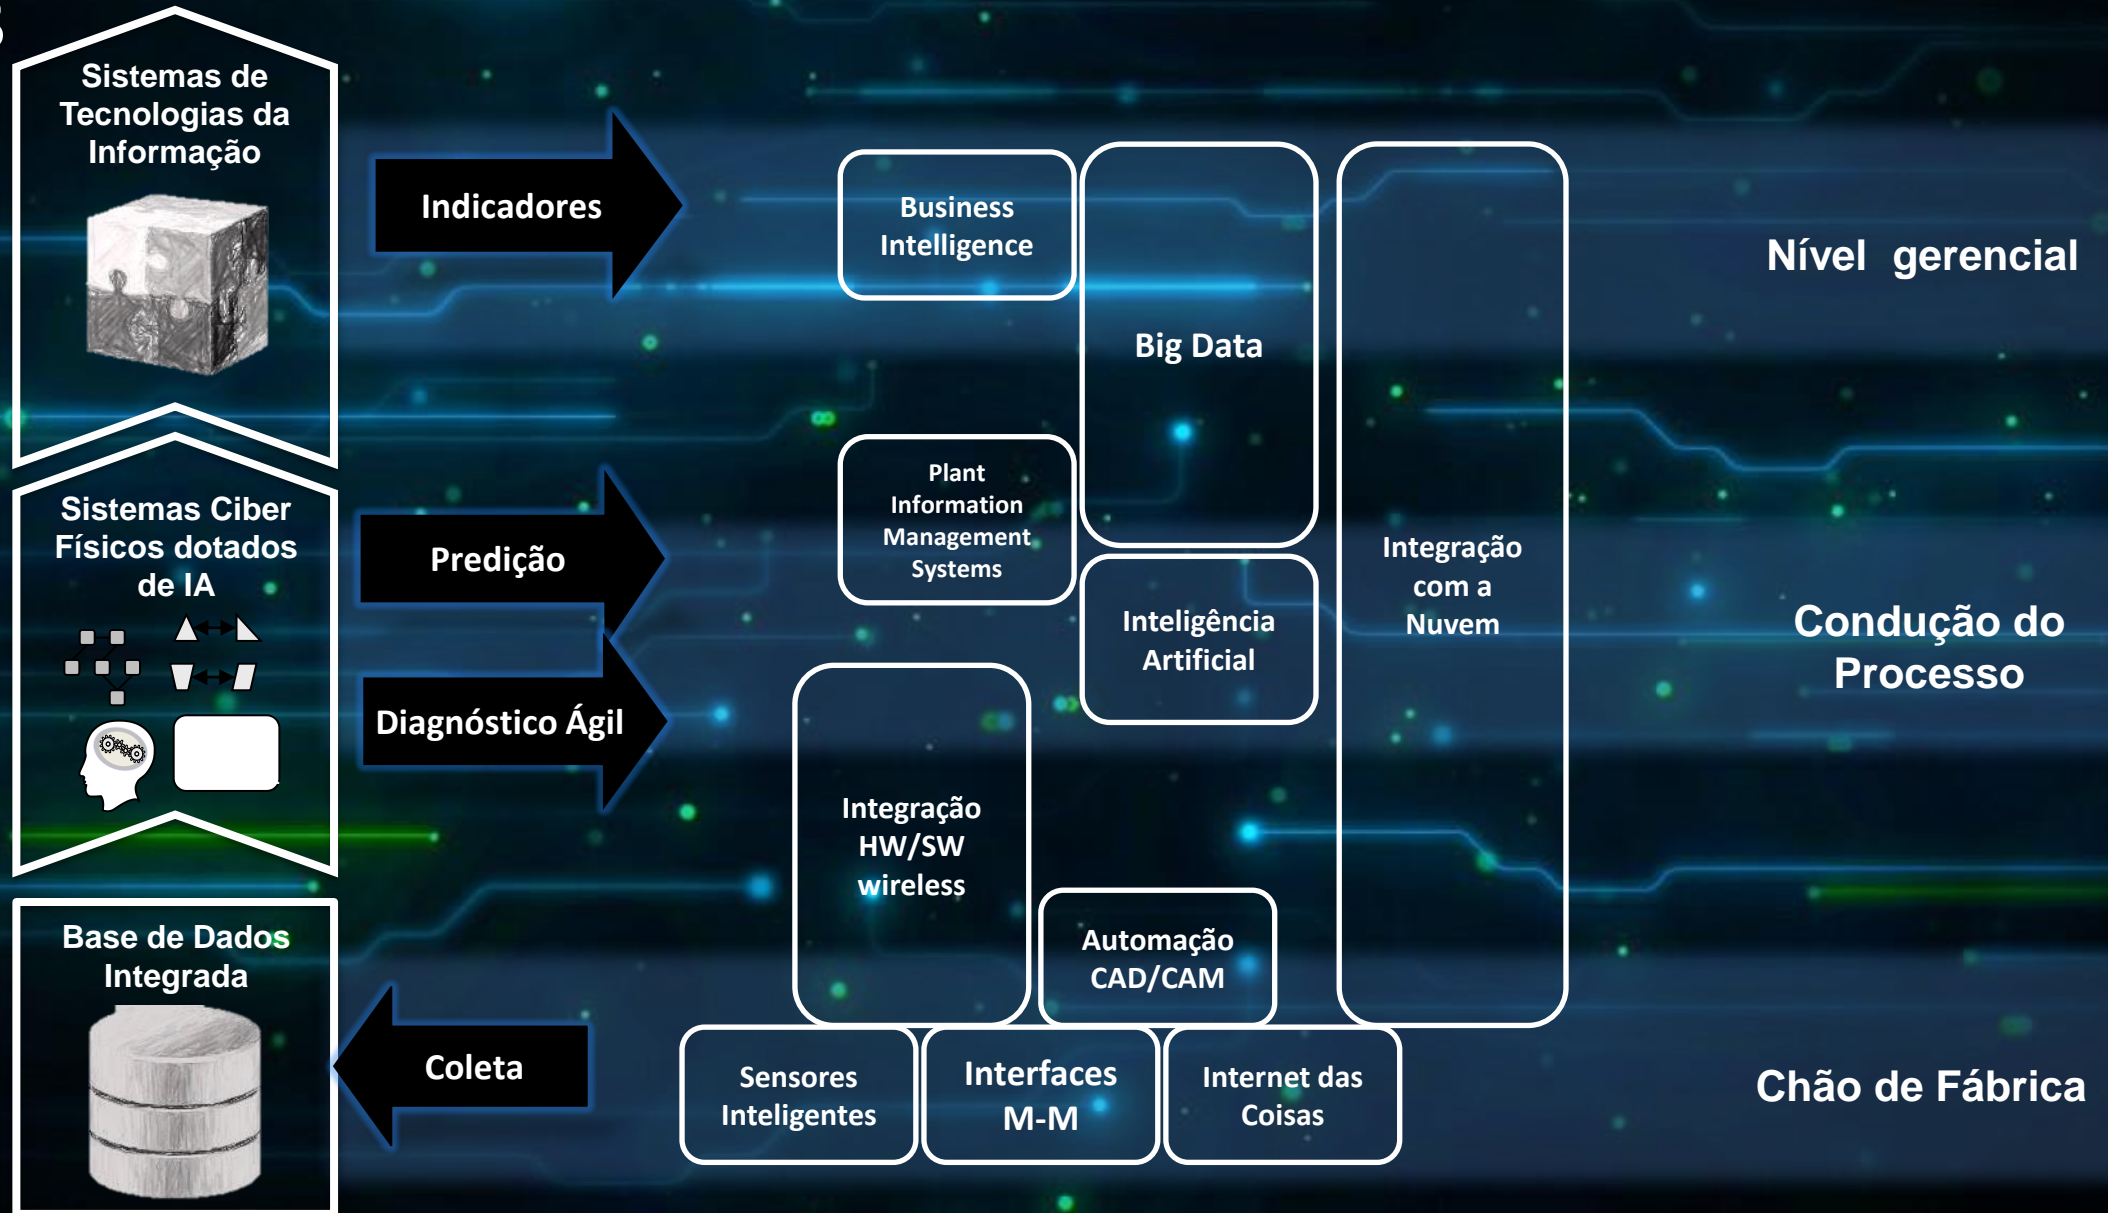 Sistemas de
Tecnologias da
Informação
Indicadores
Business
Intelligence
Big Data
Nível gerencial
Sistemas Ciber
Físicos dotados
de IA
Predição
Diagnóstico Ágil
Plant
Information
Management
Systems
Inteligência
Artificial
Integração
com a
Nuvem
Condução do
Processo
Integração
HW/SW
wireless
Automação
CAD/CAM
Base de Dados
Integrada
Coleta
Sensores
Inteligentes
Interfaces
M-M
Internet das
Coisas
Chão de Fábrica